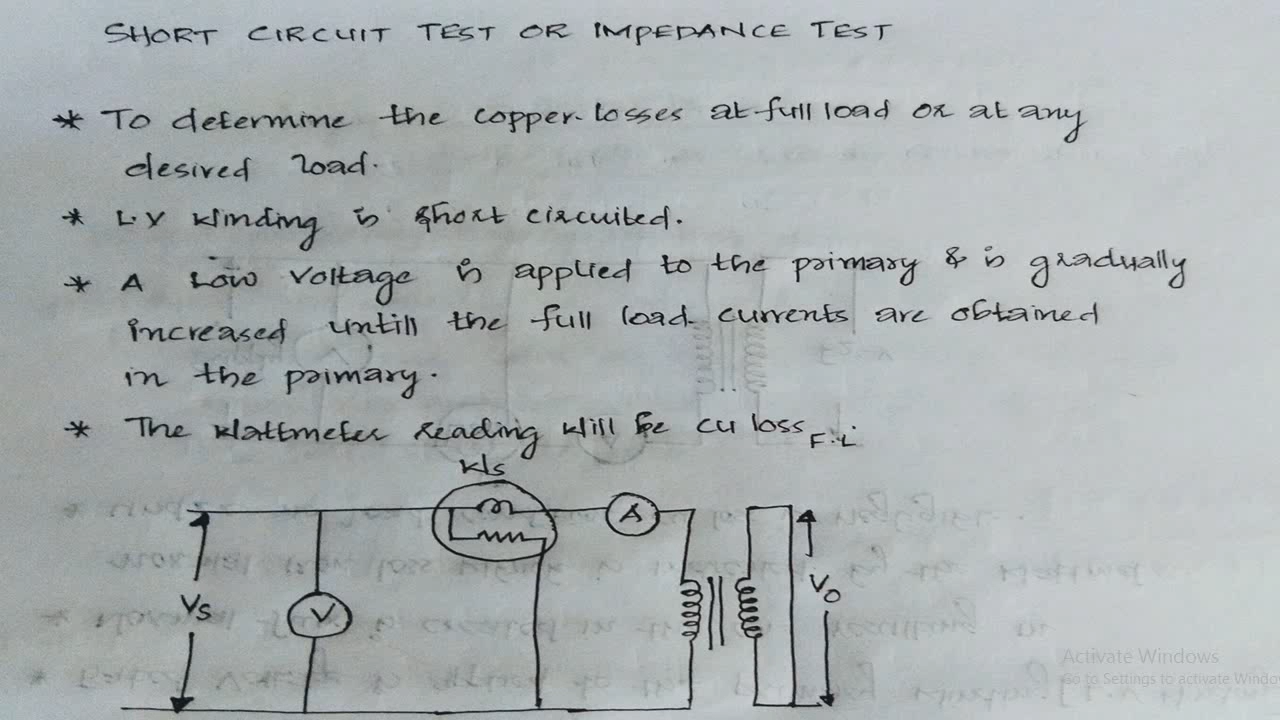 SHORT CIRCUIT TEST OR IMPEDANCE TEST
* To determine the copper-losses at full load or at any
desired load.
* L.V Winding is short circuited.
* A Low Voltage is applied to the primary & is gradually
increased untill the full load currents are obtained
in the primary.
* The Wattmeter reading will be cu loss F.L
Ws
A
Vs
V
Vo
Activate Windows
Go to Settings to activate Windo